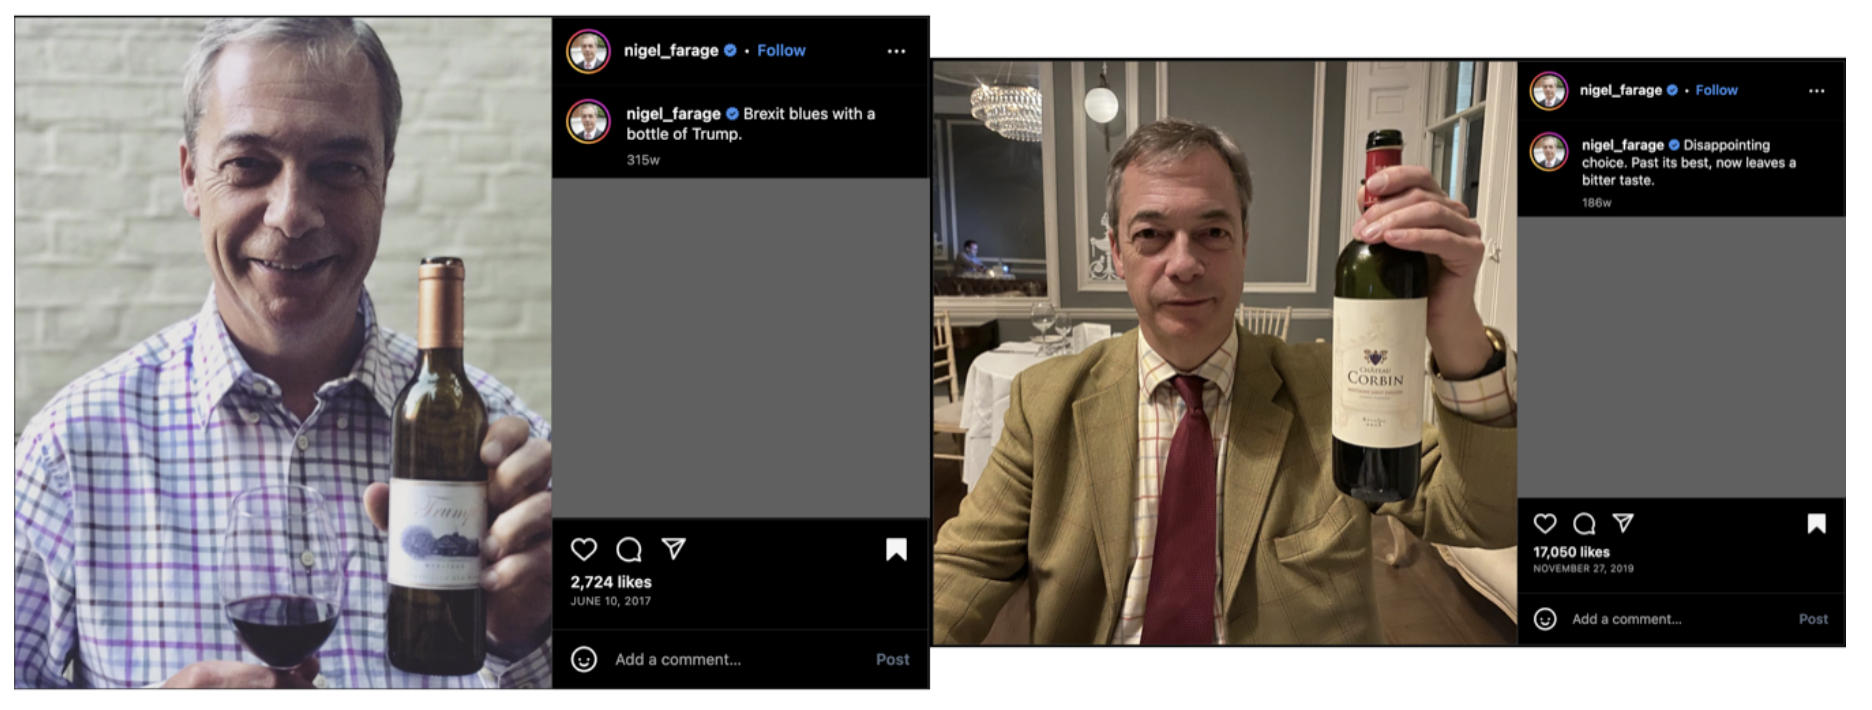 nigel_farage • Follow
nigel_farage Brexit blues with a
bottle of Trump.
315w
Trump
2,724 likes
JUNE 10, 2017
Add a comment... Post
nigel_farage • Follow
nigel_farage Disappointing
choice. Past its best, now leaves a
bitter taste.
186w
CHÂTEAU
CORBIN
17,050 likes
NOVEMBER 27, 2019
Add a comment... Post